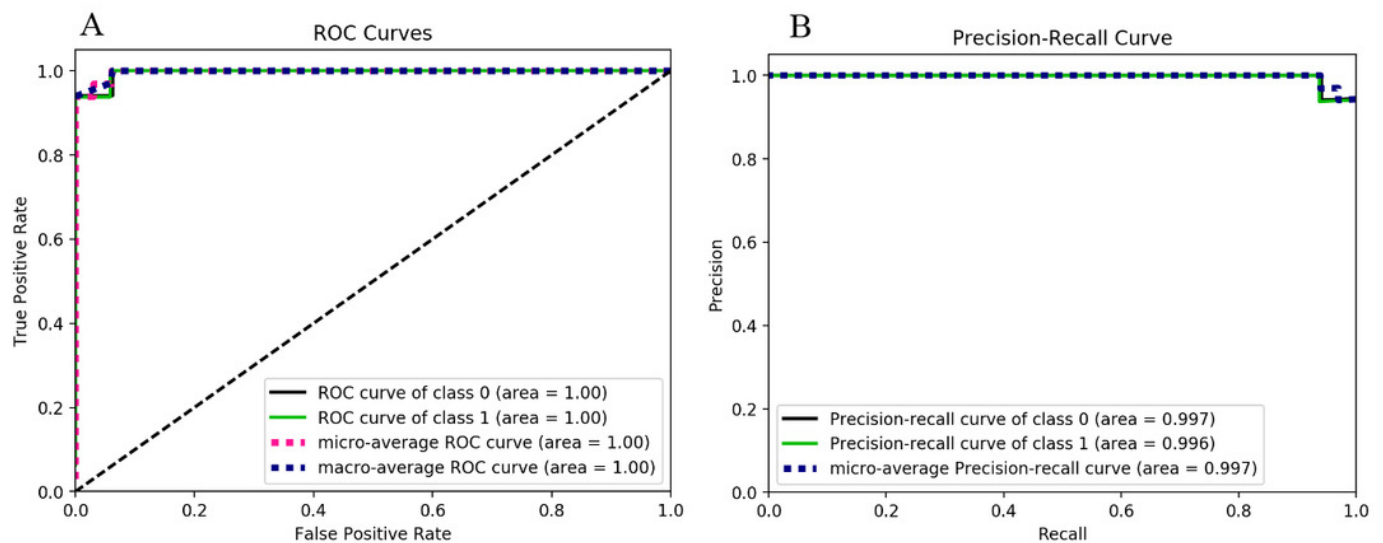 A
ROC Curves
True Positive Rate
1.0
0.8
0.6
0.4
0.2
0.0
ROC curve of class 0 (area = 1.00)
ROC curve of class 1 (area = 1.00)
micro-average ROC curve (area = 1.00)
macro-average ROC curve (area = 1.00)
0.0 0.2 0.4 0.6 0.8 1.0
False Positive Rate
B
Precision-Recall Curve
Precision
1.0
0.8
0.6
0.4
0.2
0.0
Precision-recall curve of class 0 (area = 0.997)
Precision-recall curve of class 1 (area = 0.996)
micro-average Precision-recall curve (area = 0.997)
0.0 0.2 0.4 0.6 0.8 1.0
Recall